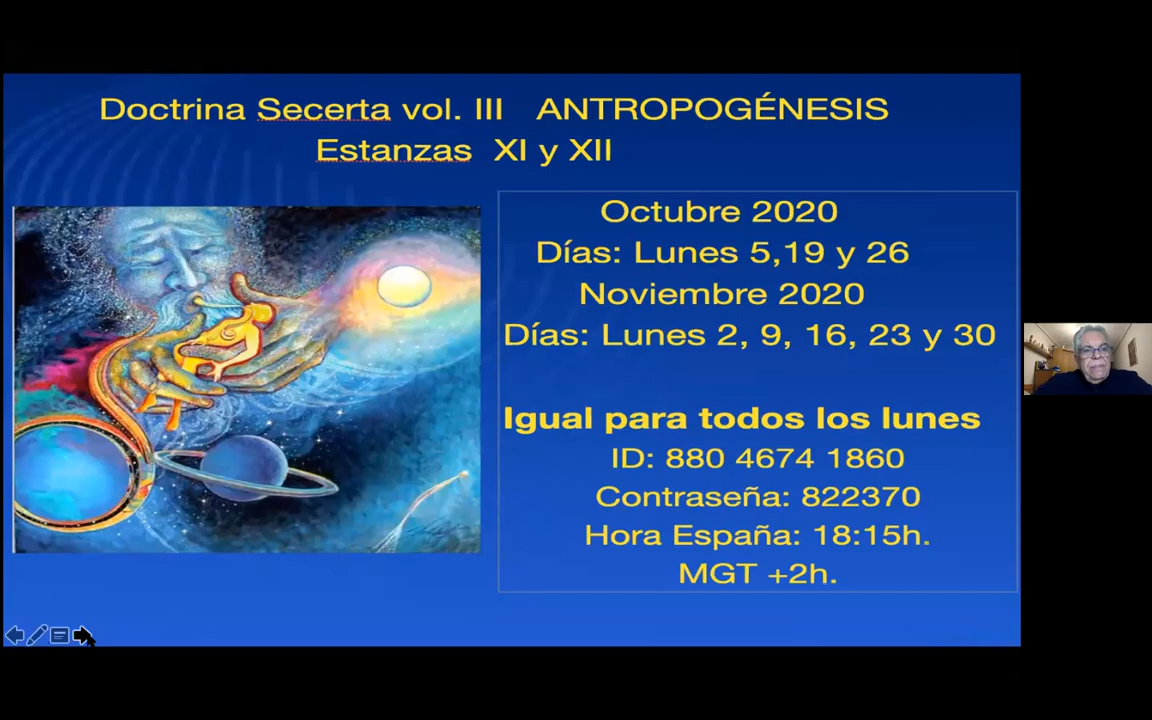 Doctrina Secerta vol. III ANTROPOGÉNESIS
Estanzas XI y XII
Octubre 2020
Días: Lunes 5,19 y 26
Noviembre 2020
Días: Lunes 2, 9, 16, 23 y 30
Igual para todos los lunes
ID: 880 4674 1860
Contraseña: 822370
Hora España: 18:15h.
MGT +2h.